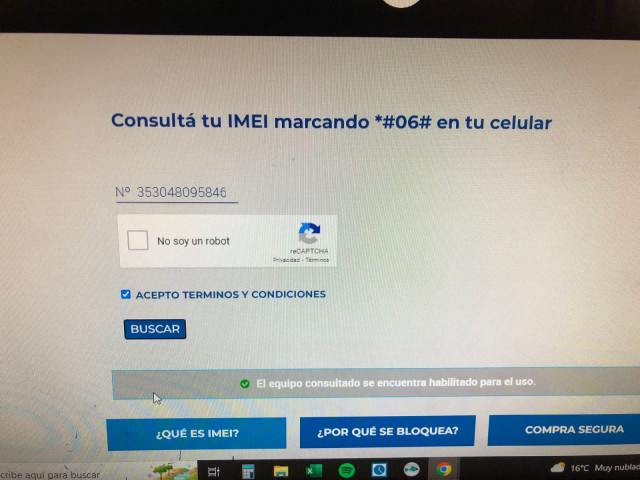 Consultá tu IMEI marcando *#06# en tu celular
Nº 353048095846
No soy un robot
reCAPTCHA
Privacidad - Términos
ACEPTO TERMINOS Y CONDICIONES
BUSCAR
El equipo consultado se encuentra habilitado para el uso.
¿QUÉ ES IMEI?
¿POR QUÉ SE BLOQUEA?
COMPRA SEGURA
cribe aquí para buscar
16°C Muy nublad